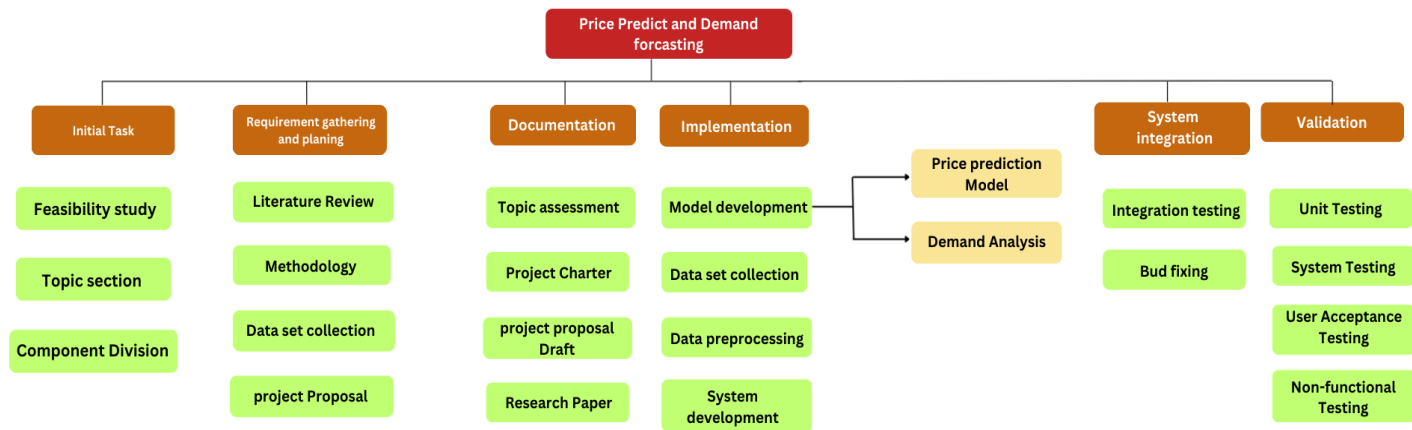 Price Predict and Demand
forcasting
Initial Task
Requirement gathering
and planing
Documentation
Implementation
System
integration
Validation
Feasibility study
Topic section
Component Division
Literature Review
Methodology
Data set collection
project Proposal
Topic assessment
Project Charter
project proposal
Draft
Research Paper
Model development
Data set collection
Data preprocessing
System
development
Price prediction
Model
Demand Analysis
Integration testing
Bud fixing
Unit Testing
System Testing
User Acceptance
Testing
Non-functional
Testing